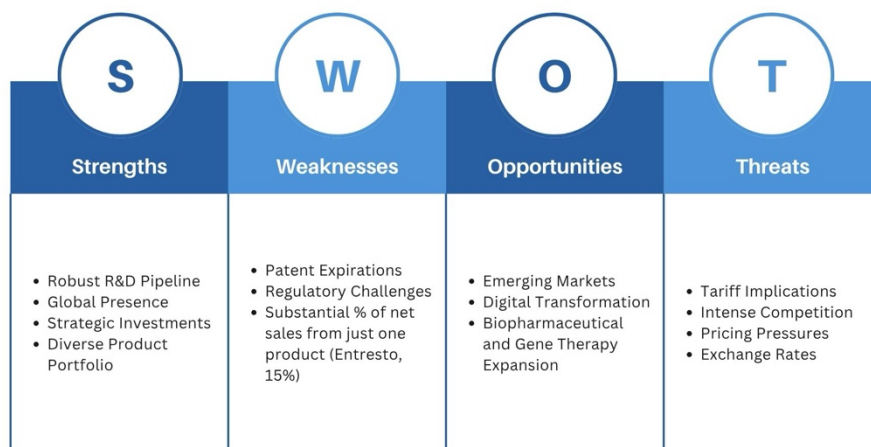 S
W
O
T
Strengths
Weaknesses
Opportunities
Threats
• Robust R&D Pipeline
• Global Presence
• Strategic Investments
• Diverse Product
Portfolio
• Patent Expirations
• Regulatory Challenges
• Substantial % of net
sales from just one
product (Entresto,
15%)
• Emerging Markets
• Digital Transformation
• Biopharmaceutical
and Gene Therapy
Expansion
• Tariff Implications
• Intense Competition
• Pricing Pressures
• Exchange Rates